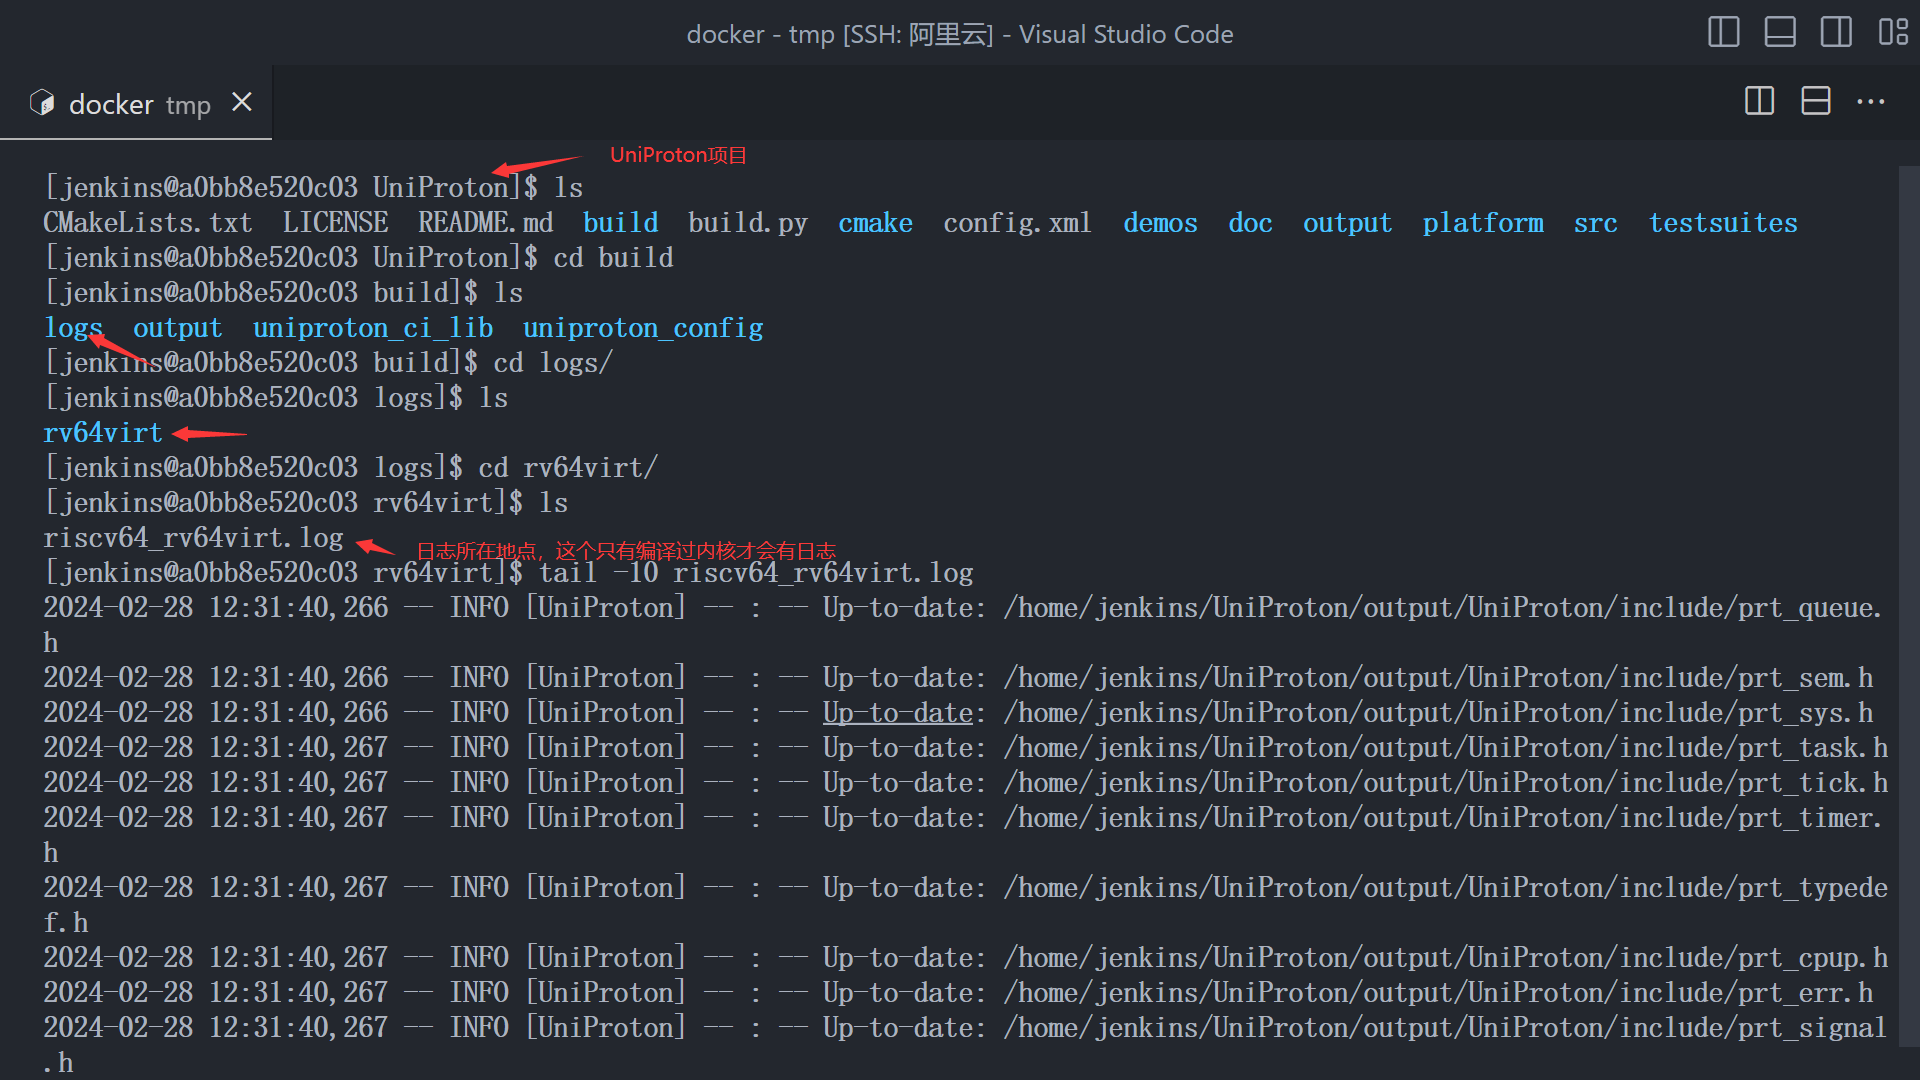 docker - tmp [SSH: 阿里云] - Visual Studio Code
docker tmp
UniProton项目
[jenkins@a0bb8e520c03 UniProton]$ ls
CMakeLists.txt LICENSE README.md build build.py cmake config.xml demos doc output platform src testsuites
[jenkins@a0bb8e520c03 UniProton]$ cd build
[jenkins@a0bb8e520c03 build]$ ls
logs output uniproton_ci_lib uniproton_config
[jenkins@a0bb8e520c03 build]$ cd logs/
[jenkins@a0bb8e520c03 logs]$ ls
rv64virt
[jenkins@a0bb8e520c03 logs]$ cd rv64virt/
[jenkins@a0bb8e520c03 rv64virt]$ ls
riscv64_rv64virt.log
日志所在地点，这个只有编译过内核才会有日志
[jenkins@a0bb8e520c03 rv64virt]$ tail -10 riscv64_rv64virt.log
2024-02-28 12:31:40,266 -- INFO [UniProton] -- : -- Up-to-date: /home/jenkins/UniProton/output/UniProton/include/prt_queue.
h
2024-02-28 12:31:40,266 -- INFO [UniProton] -- : -- Up-to-date: /home/jenkins/UniProton/output/UniProton/include/prt_sem.h
2024-02-28 12:31:40,266 -- INFO [UniProton] -- : -- Up-to-date: /home/jenkins/UniProton/output/UniProton/include/prt_sys.h
2024-02-28 12:31:40,267 -- INFO [UniProton] -- : -- Up-to-date: /home/jenkins/UniProton/output/UniProton/include/prt_task.h
2024-02-28 12:31:40,267 -- INFO [UniProton] -- : -- Up-to-date: /home/jenkins/UniProton/output/UniProton/include/prt_tick.h
2024-02-28 12:31:40,267 -- INFO [UniProton] -- : -- Up-to-date: /home/jenkins/UniProton/output/UniProton/include/prt_timer.
h
2024-02-28 12:31:40,267 -- INFO [UniProton] -- : -- Up-to-date: /home/jenkins/UniProton/output/UniProton/include/prt_typede
f.h
2024-02-28 12:31:40,267 -- INFO [UniProton] -- : -- Up-to-date: /home/jenkins/UniProton/output/UniProton/include/prt_cpup.h
2024-02-28 12:31:40,267 -- INFO [UniProton] -- : -- Up-to-date: /home/jenkins/UniProton/output/UniProton/include/prt_err.h
2024-02-28 12:31:40,267 -- INFO [UniProton] -- : -- Up-to-date: /home/jenkins/UniProton/output/UniProton/include/prt_signal
.h